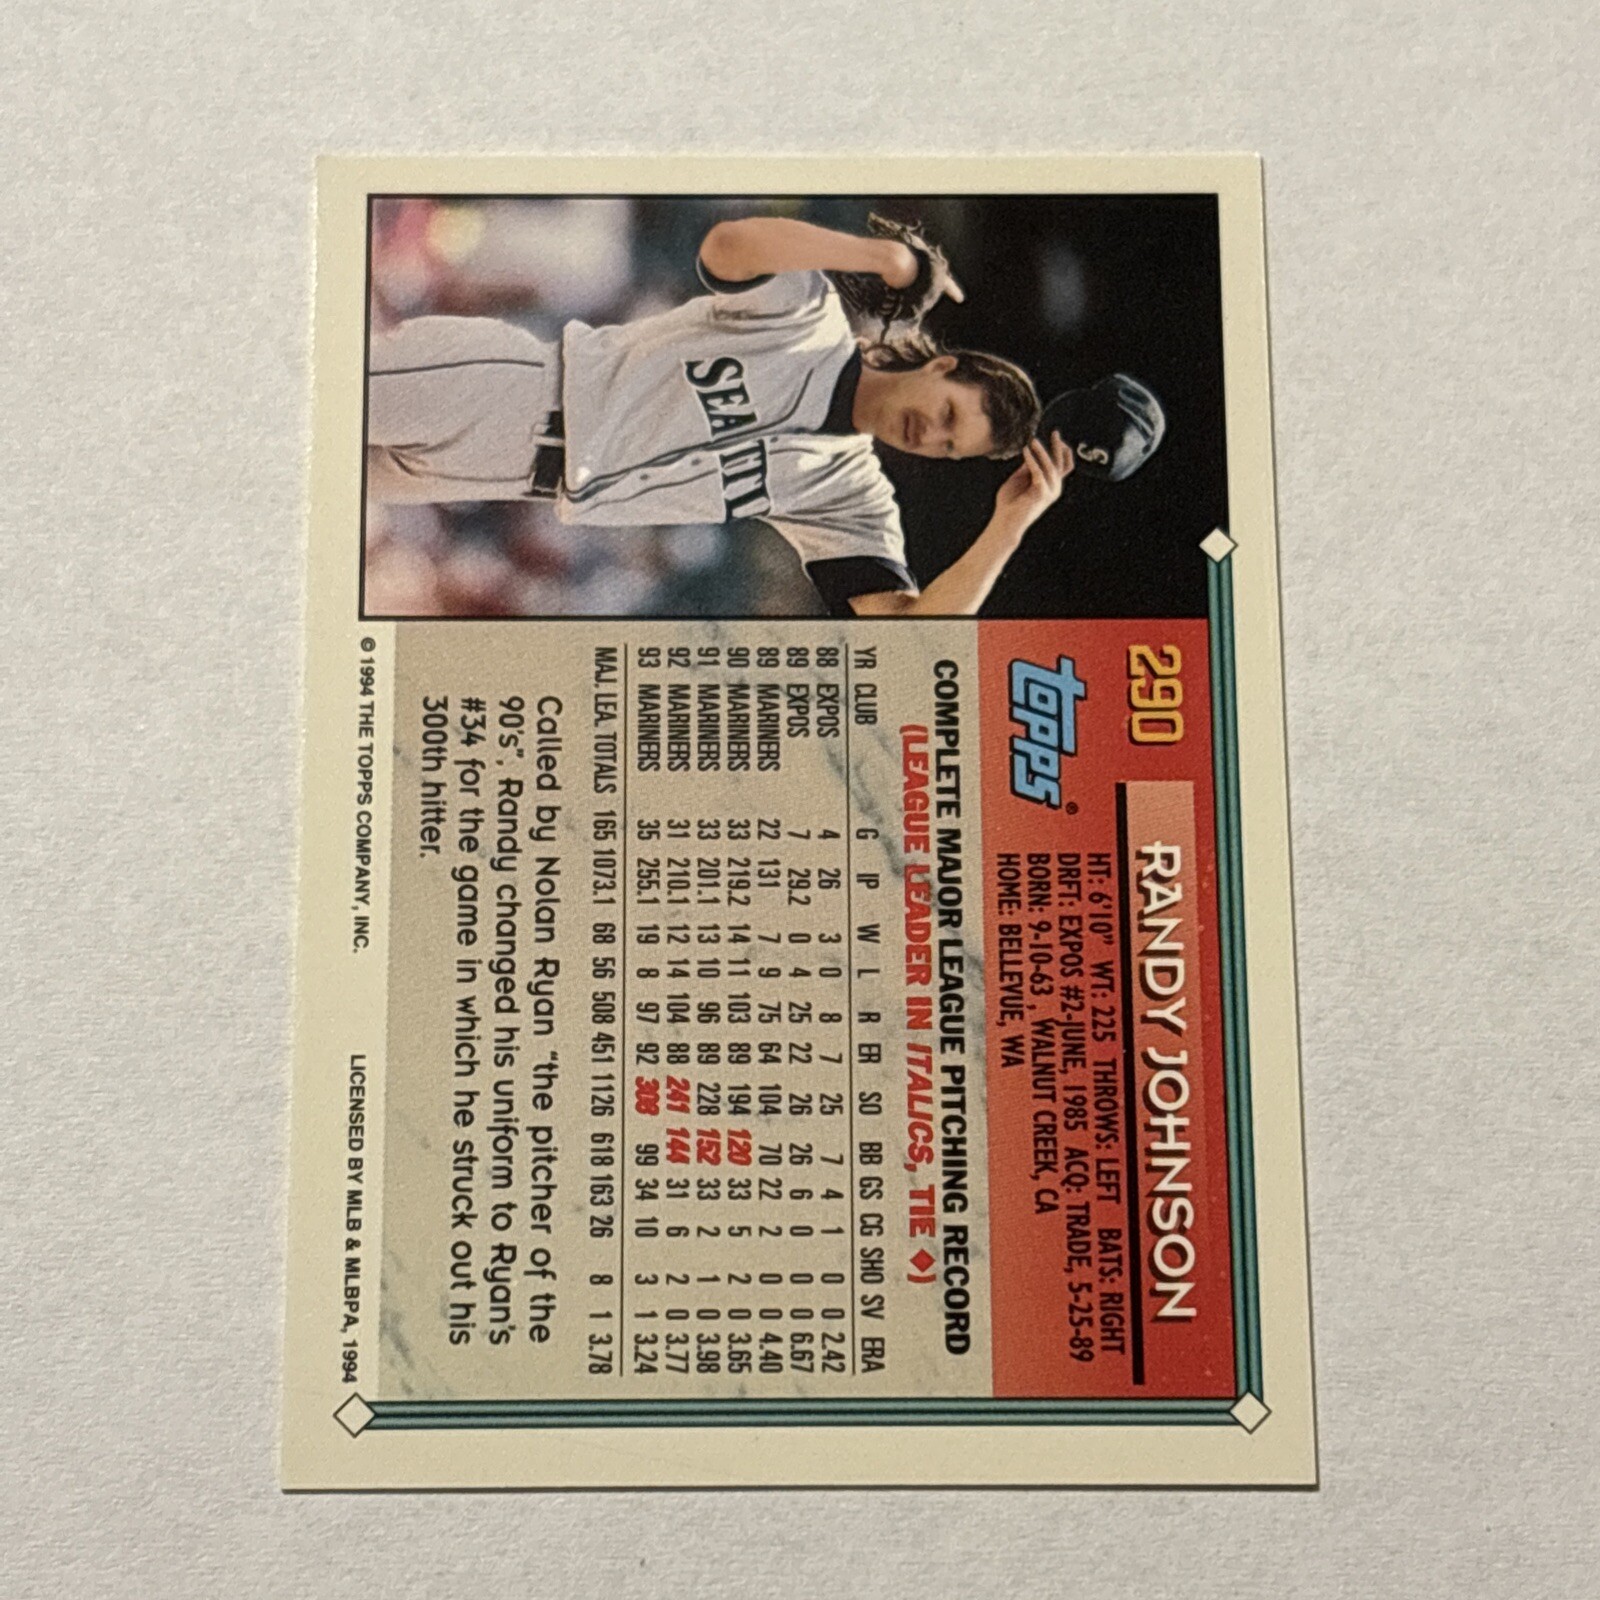 290
RANDY JOHNSON
TOPPS®
HT: 6'10" WT: 225 THROWS: LEFT BATS: RIGHT
DRFT: EXPOS #2-JUNE, 1985 ACQ: TRADE, 5-25-89
BORN: 9-10-63, WALNUT CREEK, CA
HOME: BELLEVUE, WA
COMPLETE MAJOR LEAGUE PITCHING RECORD
(LEAGUE LEADER IN ITALICS, TIE ♦)
YR CLUB G IP W L R ER SO BB GS CG SHO SV ERA
88 EXPOS 4 26 3 0 8 7 25 7 4 1 0 0 2.42
89 EXPOS 7 29.2 0 4 25 22 26 26 6 0 0 0 6.67
89 MARINERS 22 131 7 9 75 64 104 70 22 2 0 0 4.40
90 MARINERS 33 219.2 14 11 103 89 194 120 33 5 2 0 3.65
91 MARINERS 33 201.1 13 10 96 89 228 152 33 2 1 0 3.98
92 MARINERS 31 210.1 12 14 104 88 241 144 31 6 2 0 3.77
93 MARINERS 35 255.1 19 8 97 92 308 99 34 10 3 1 3.24
MAJ. LEA. TOTALS 165 1073.1 68 56 508 451 1126 618 163 26 8 1 3.78
Called by Nolan Ryan "the pitcher of the
90's", Randy changed his uniform to Ryan's
#34 for the game in which he struck out his
300th hitter.
© 1994 THE TOPPS COMPANY, INC. LICENSED BY MLB & MLBPA, 1994
S
SEATTL